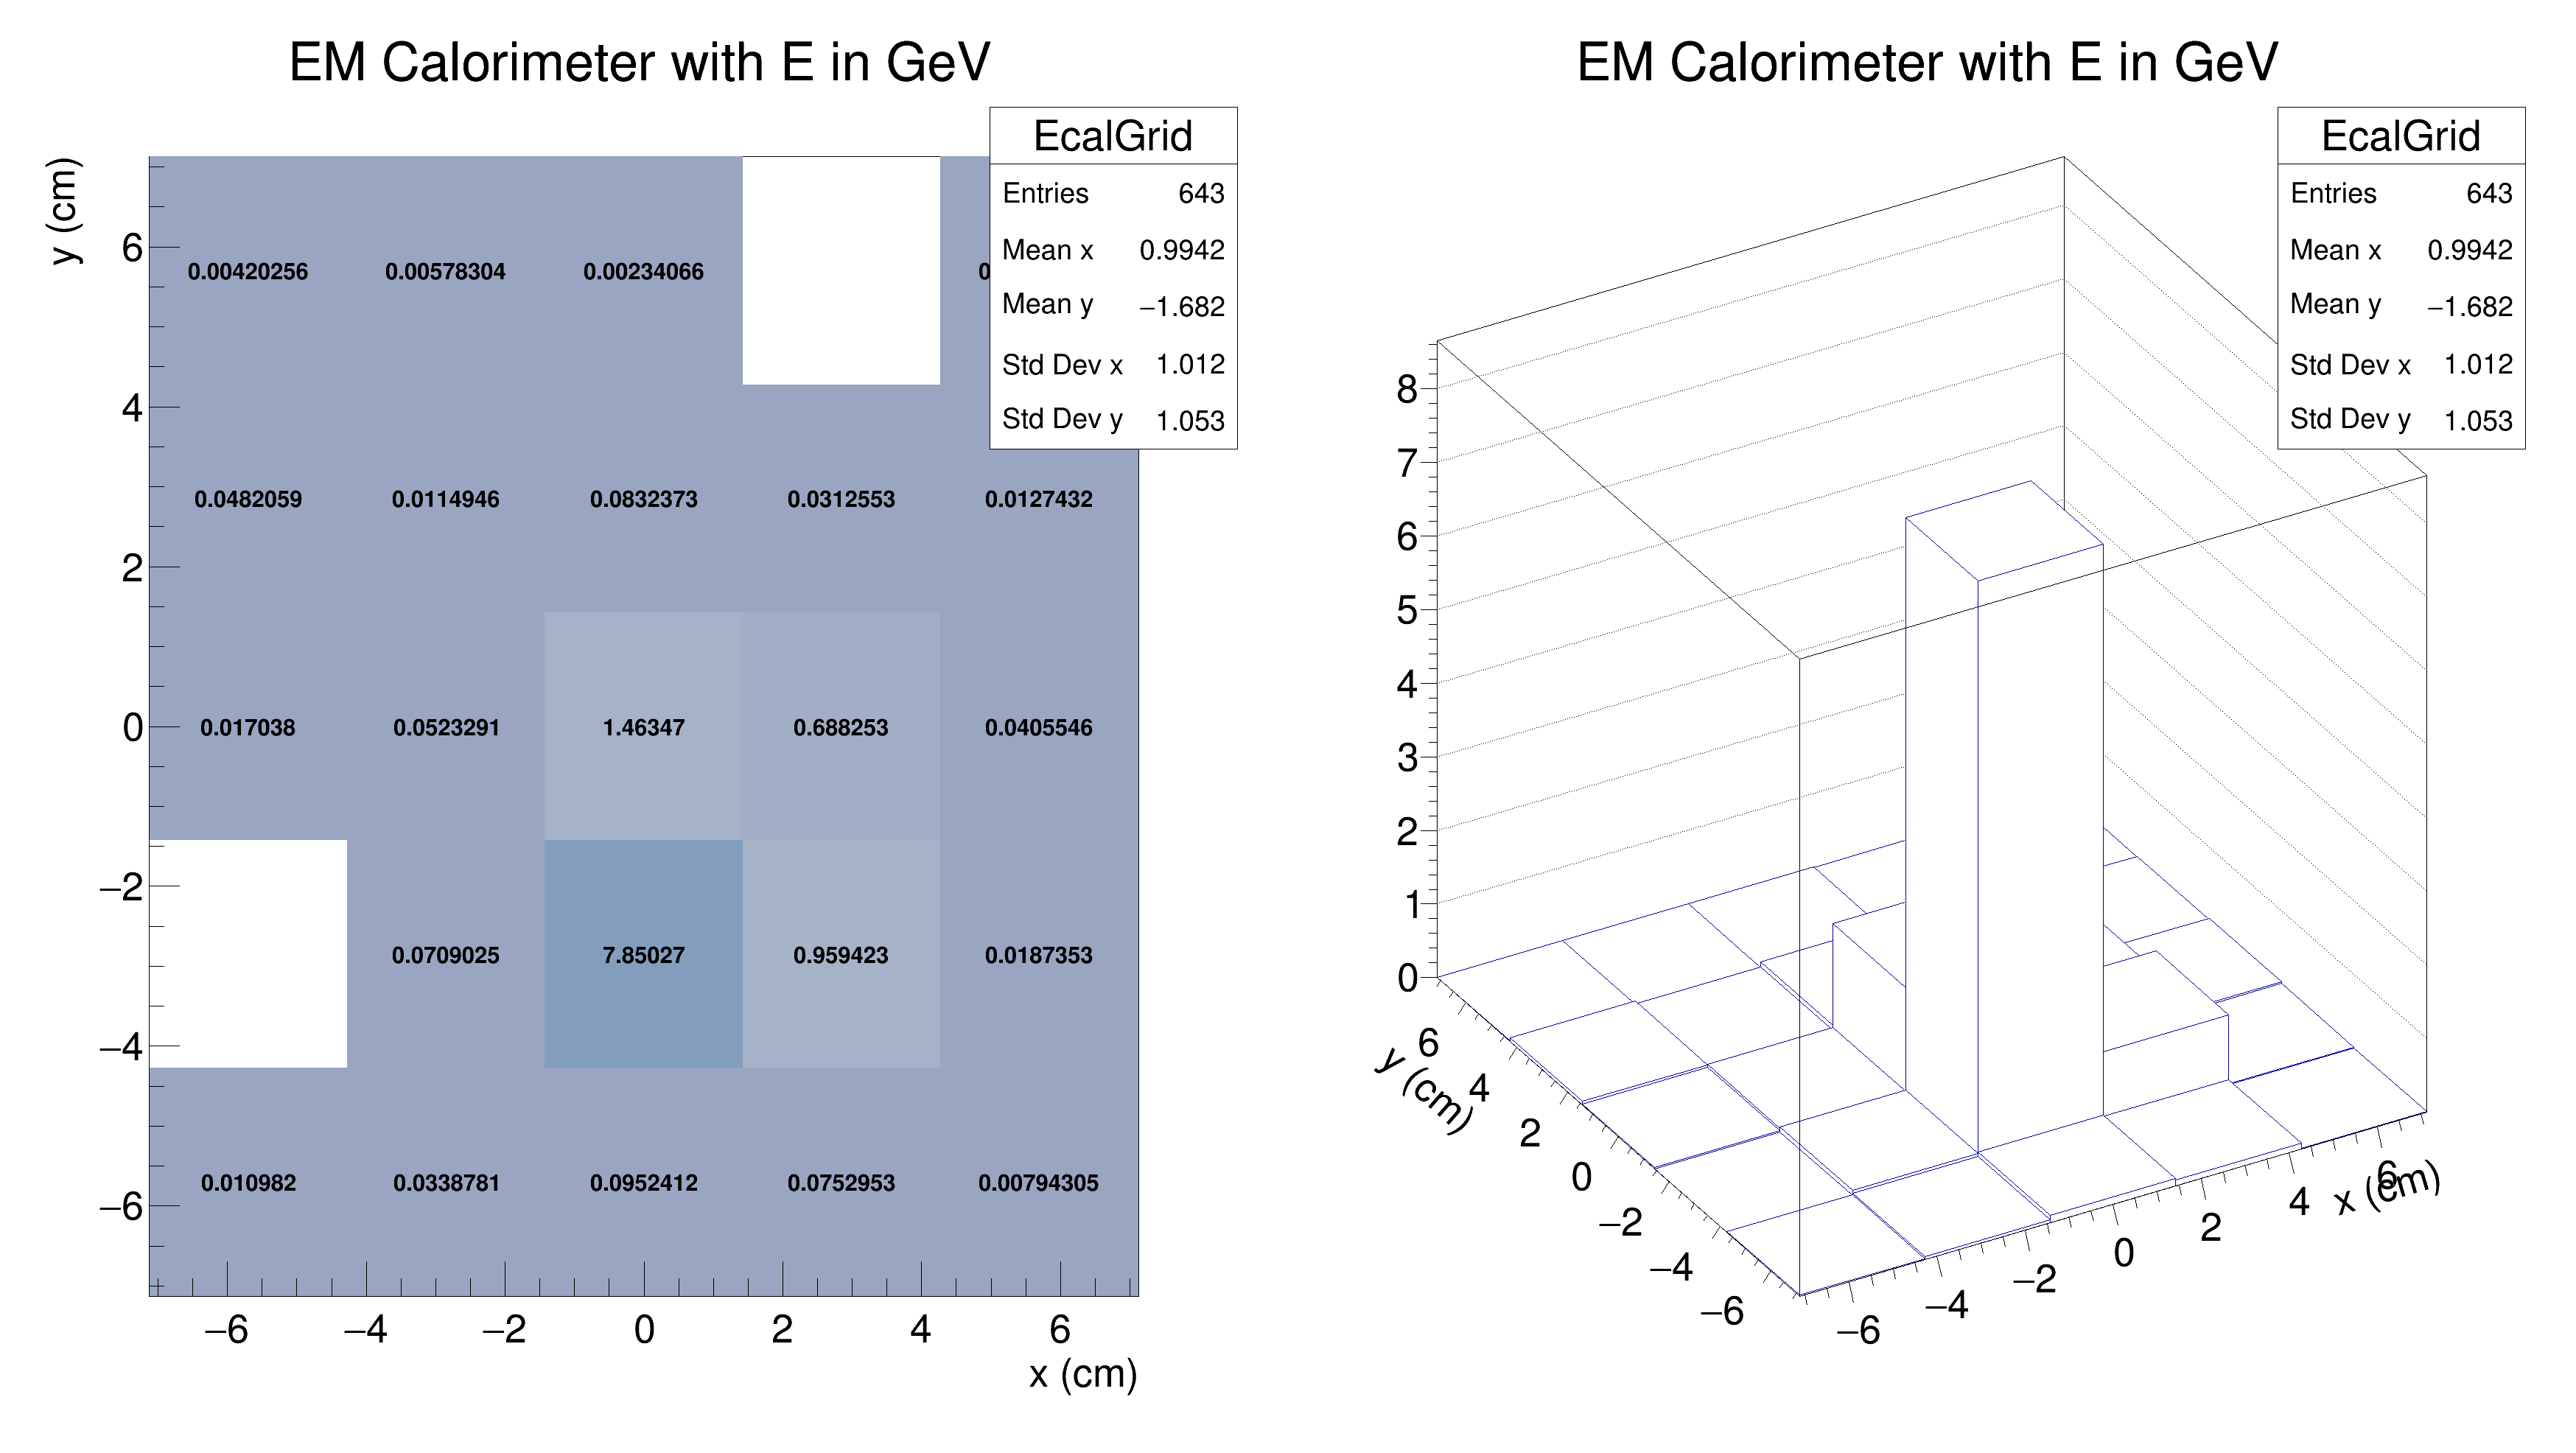 EM Calorimeter with E in GeV
EcalGrid
Entries 643
Mean x 0.9942
Mean y −1.682
Std Dev x 1.012
Std Dev y 1.053
y (cm)
6
4
2
0
−2
−4
−6
0.00420256 0.00578304 0.00234066
0.0482059 0.0114946 0.0832373 0.0312553 0.0127432
0.017038 0.0523291 1.46347 0.688253 0.0405546
0.0709025 7.85027 0.959423 0.0187353
0.010982 0.0338781 0.0952412 0.0752953 0.00794305
−6 −4 −2 0 2 4 6
x (cm)
EM Calorimeter with E in GeV
EcalGrid
Entries 643
Mean x 0.9942
Mean y −1.682
Std Dev x 1.012
Std Dev y 1.053
8
7
6
5
4
3
2
1
0
6
4
2
0
−2
−4
−6
y (cm)
−6 −4 −2 0 2 4 6
x (cm)